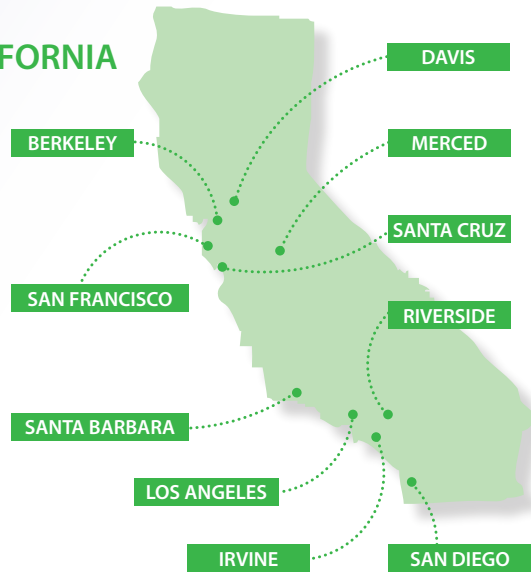 FORNIA
DAVIS
BERKELEY
MERCED
SANTA CRUZ
SAN FRANCISCO
RIVERSIDE
SANTA BARBARA
LOS ANGELES
IRVINE
SAN DIEGO